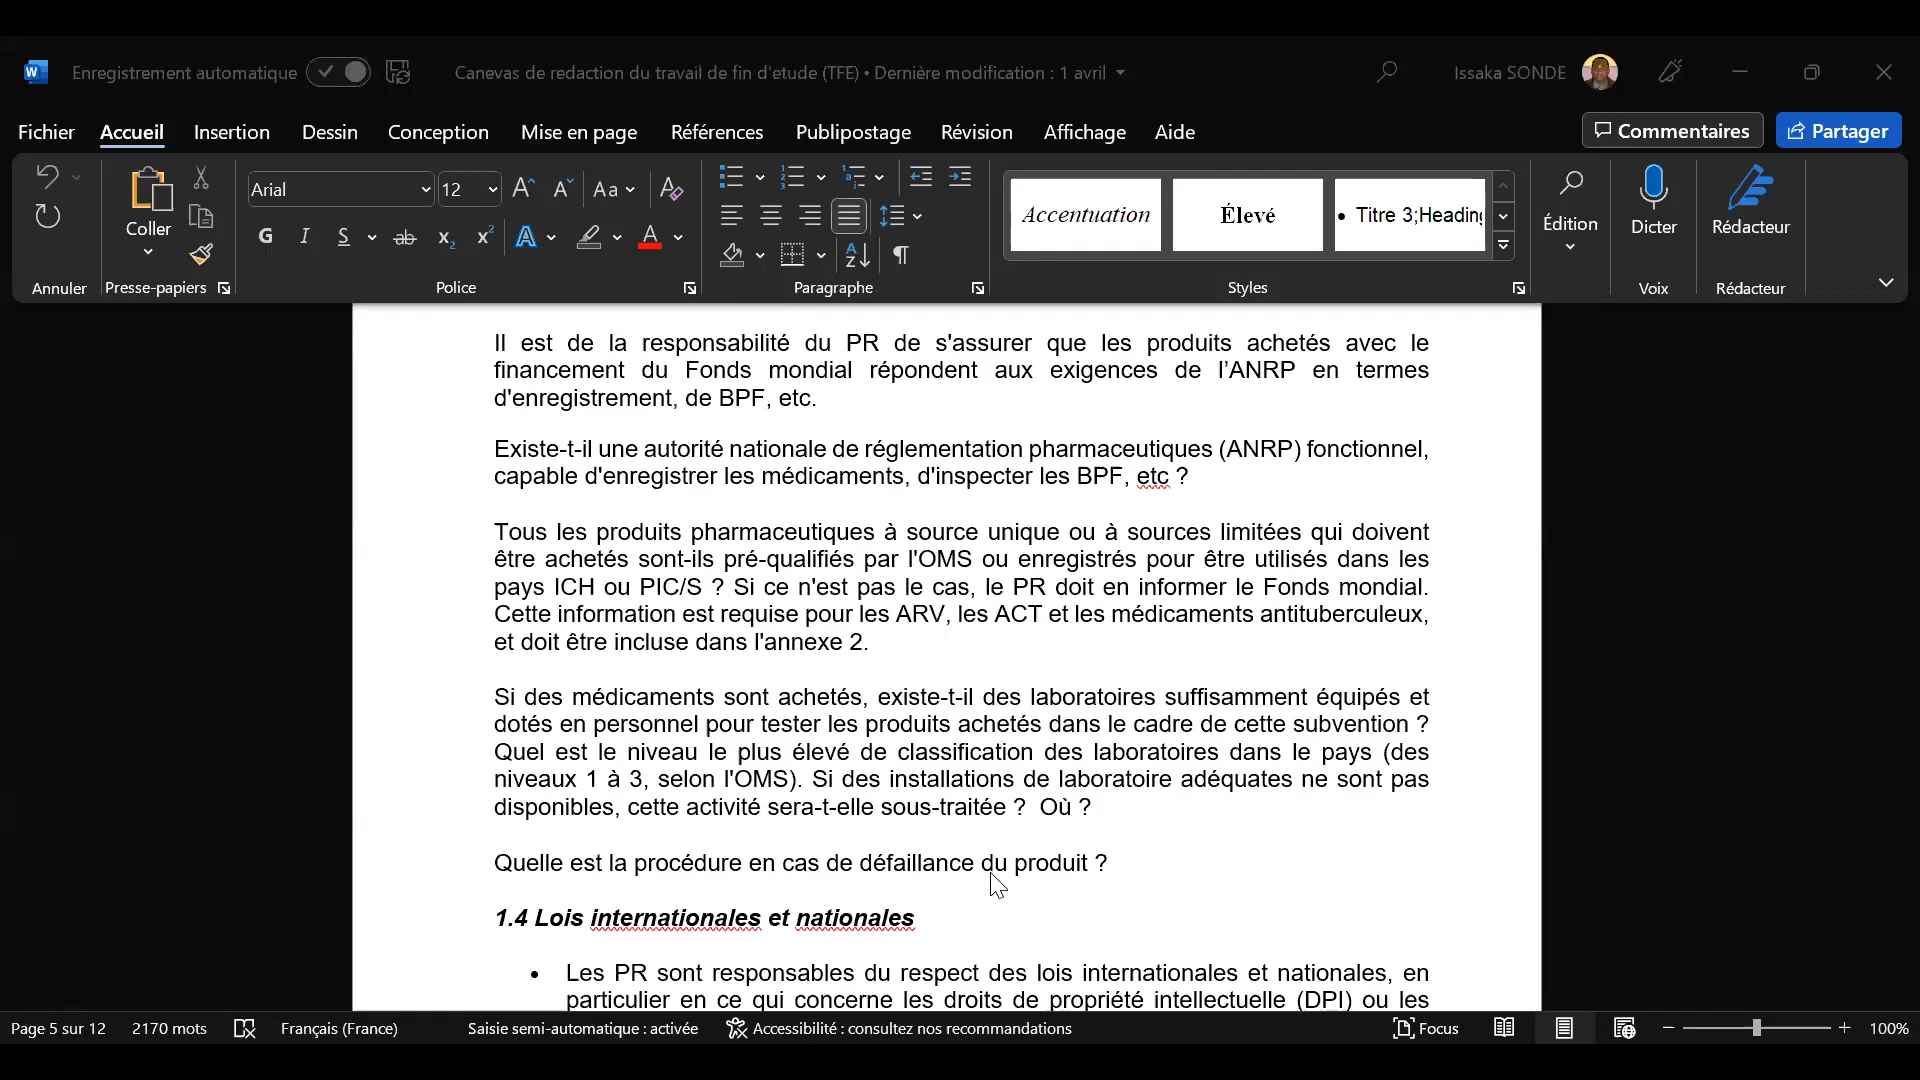 Enregistrement automatique
Canevas de redaction du travail de fin d'etude (TFE) • Dernière modification : 1 avril
Issaka SONDE
Fichier Accueil Insertion Dessin Conception Mise en page Références Publipostage Révision Affichage Aide
Commentaires Partager
Coller
Arial 12
Accentuation Élevé • Titre 3;Heading
Édition Dicter Rédacteur
Annuler Presse-papiers Police Paragraphe Styles Voix Rédacteur
Il est de la responsabilité du PR de s'assurer que les produits achetés avec le
financement du Fonds mondial répondent aux exigences de l’ANRP en termes
d'enregistrement, de BPF, etc.
Existe-t-il une autorité nationale de réglementation pharmaceutiques (ANRP) fonctionnel,
capable d'enregistrer les médicaments, d'inspecter les BPF, etc ?
Tous les produits pharmaceutiques à source unique ou à sources limitées qui doivent
être achetés sont-ils pré-qualifiés par l'OMS ou enregistrés pour être utilisés dans les
pays ICH ou PIC/S ? Si ce n'est pas le cas, le PR doit en informer le Fonds mondial.
Cette information est requise pour les ARV, les ACT et les médicaments antituberculeux,
et doit être incluse dans l'annexe 2.
Si des médicaments sont achetés, existe-t-il des laboratoires suffisamment équipés et
dotés en personnel pour tester les produits achetés dans le cadre de cette subvention ?
Quel est le niveau le plus élevé de classification des laboratoires dans le pays (des
niveaux 1 à 3, selon l'OMS). Si des installations de laboratoire adéquates ne sont pas
disponibles, cette activité sera-t-elle sous-traitée ? Où ?
Quelle est la procédure en cas de défaillance du produit ?
1.4 Lois internationales et nationales
• Les PR sont responsables du respect des lois internationales et nationales, en
particulier en ce qui concerne les droits de propriété intellectuelle (DPI) ou les
Page 5 sur 12 2170 mots Français (France) Saisie semi-automatique : activée Accessibilité : consultez nos recommandations Focus 100%